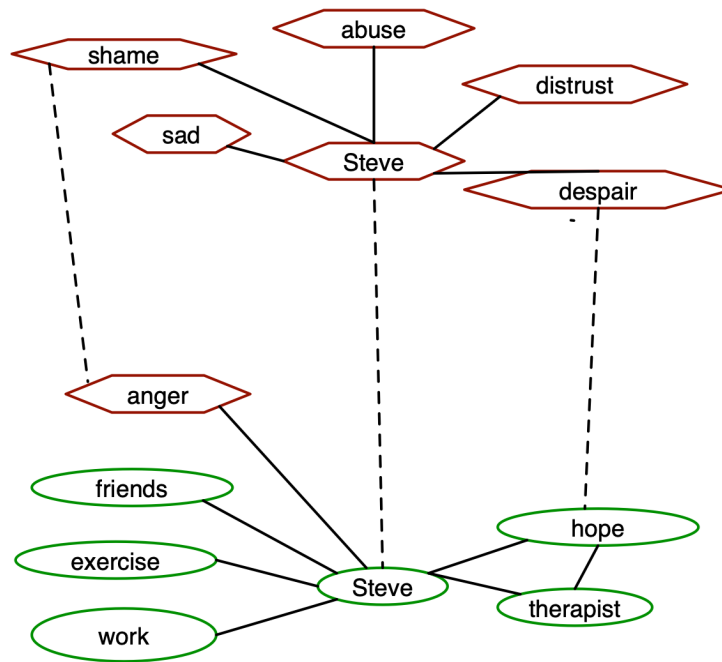 abuse
shame
distrust
sad
Steve
despair
anger
friends
hope
exercise
Steve
therapist
work